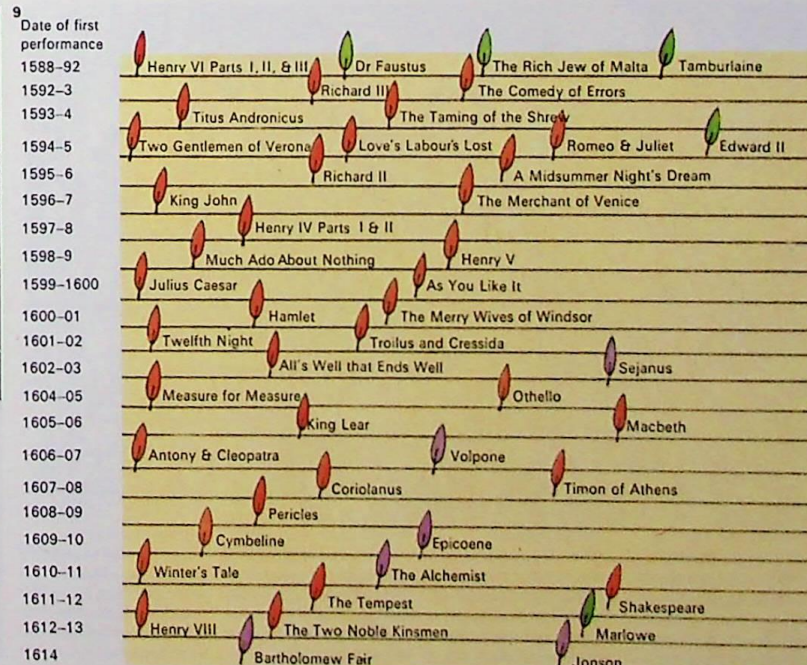 9
Date of first
performance
1588-92 Henry VI Parts I, II, & III Dr Faustus The Rich Jew of Malta Tamburlaine
1592-3 Richard III The Comedy of Errors
1593-4 Titus Andronicus The Taming of the Shrew
1594-5 Two Gentlemen of Verona Love's Labour's Lost Romeo & Juliet Edward II
1595-6 Richard II A Midsummer Night's Dream
1596-7 King John The Merchant of Venice
1597-8 Henry IV Parts I & II
1598-9 Much Ado About Nothing Henry V
1599-1600 Julius Caesar As You Like It
1600-01 Hamlet The Merry Wives of Windsor
1601-02 Twelfth Night Troilus and Cressida
1602-03 All's Well that Ends Well Sejanus
1604-05 Measure for Measure Othello
1605-06 King Lear Macbeth
1606-07 Antony & Cleopatra Volpone
1607-08 Coriolanus Timon of Athens
1608-09 Pericles
1609-10 Cymbeline Epicoene
1610-11 Winter's Tale The Alchemist
1611-12 The Tempest Shakespeare
1612-13 Henry VIII The Two Noble Kinsmen Marlowe
1614 Bartholomew Fair Jonson